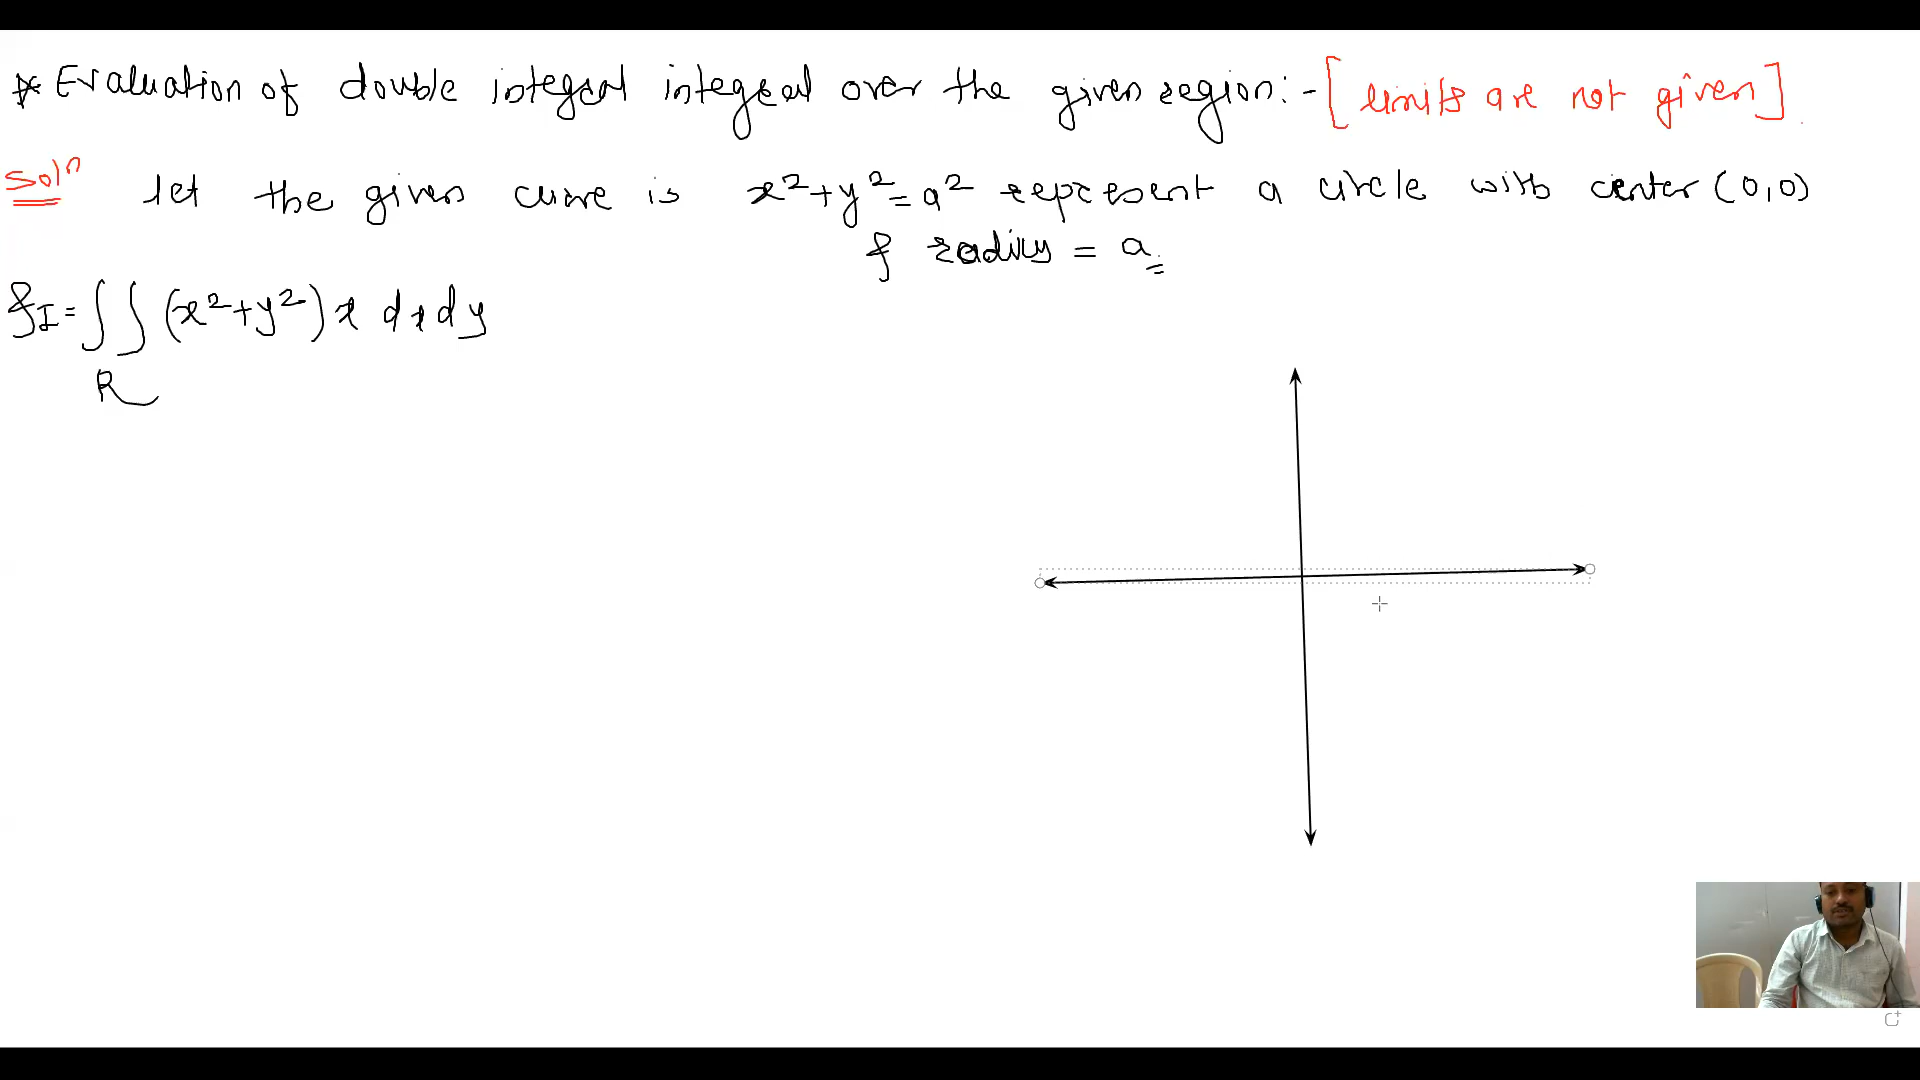 * Evaluation of double integral integral over the given region:- [limits are not given]
Soln let the given curve is x²+y²=a² represent a circle with center (0,0)
& radius = a
& I = ∫∫ (x²+y²) x dx dy
R